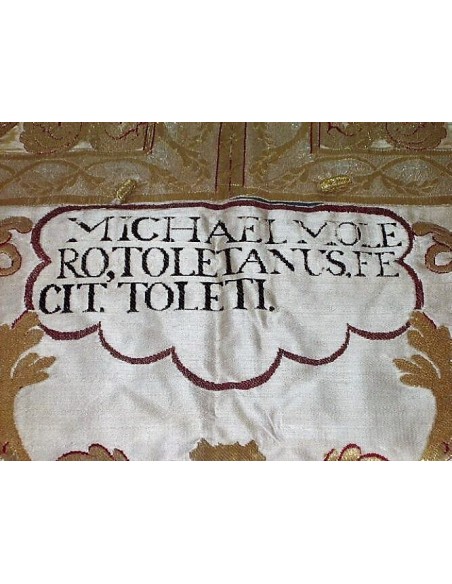 MICHAEL MOLE
RO, TOLETANUS, FE
CIT. TOLETI.